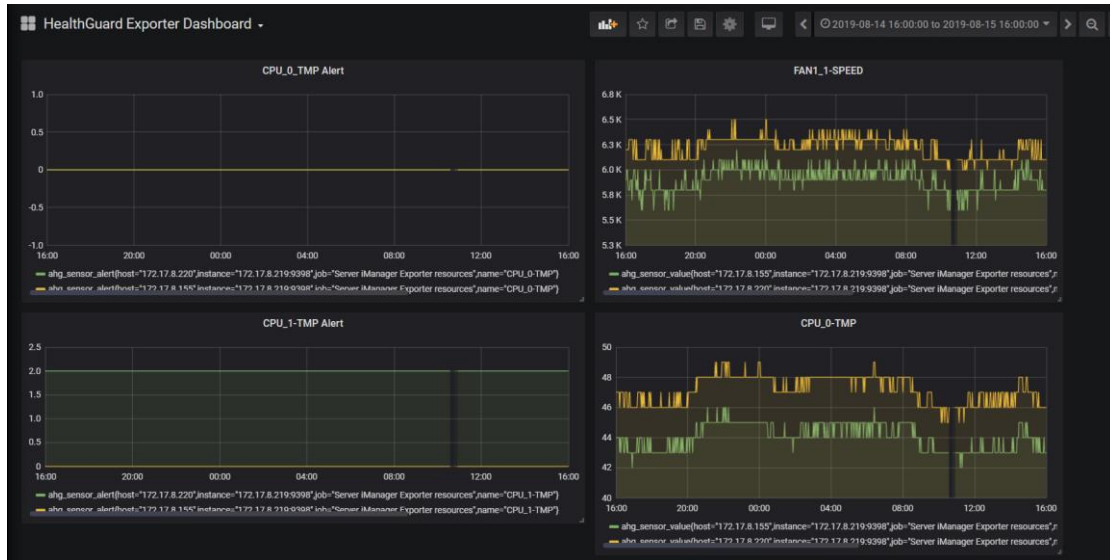 HealthGuard Exporter Dashboard
2019-08-14 16:00:00 to 2019-08-15 16:00:00
CPU_0_TMP Alert
1.0
0.5
0
-0.5
-1.0
16:00 20:00 00:00 04:00 08:00 12:00 16:00
ahg_sensor_alert{host="172.17.8.220",instance="172.17.8.219:9398",job="Server iManager Exporter resources",name="CPU_0-TMP"}
ahg_sensor_alert{host="172.17.8.155",instance="172.17.8.219:9398",job="Server iManager Exporter resources",name="CPU_0-TMP"}
FAN1_1-SPEED
6.8 K
6.5 K
6.3 K
6.0 K
5.8 K
5.5 K
5.3 K
16:00 20:00 00:00 04:00 08:00 12:00 16:00
ahg_sensor_value{host="172.17.8.155",instance="172.17.8.219:9398",job="Server iManager Exporter resources",n
ahg_sensor_value{host="172.17.8.220",instance="172.17.8.219:9398",job="Server iManager Exporter resources",n
CPU_1-TMP Alert
2.5
2.0
1.5
1.0
0.5
0
16:00 20:00 00:00 04:00 08:00 12:00 16:00
ahg_sensor_alert{host="172.17.8.220",instance="172.17.8.219:9398",job="Server iManager Exporter resources",name="CPU_1-TMP"}
ahg_sensor_alert{host="172.17.8.155",instance="172.17.8.219:9398",job="Server iManager Exporter resources",name="CPU_1-TMP"}
CPU_0-TMP
50
48
46
44
42
40
16:00 20:00 00:00 04:00 08:00 12:00 16:00
ahg_sensor_value{host="172.17.8.155",instance="172.17.8.219:9398",job="Server iManager Exporter resources",n
ahg_sensor_value{host="172.17.8.220",instance="172.17.8.219:9398",job="Server iManager Exporter resources",n